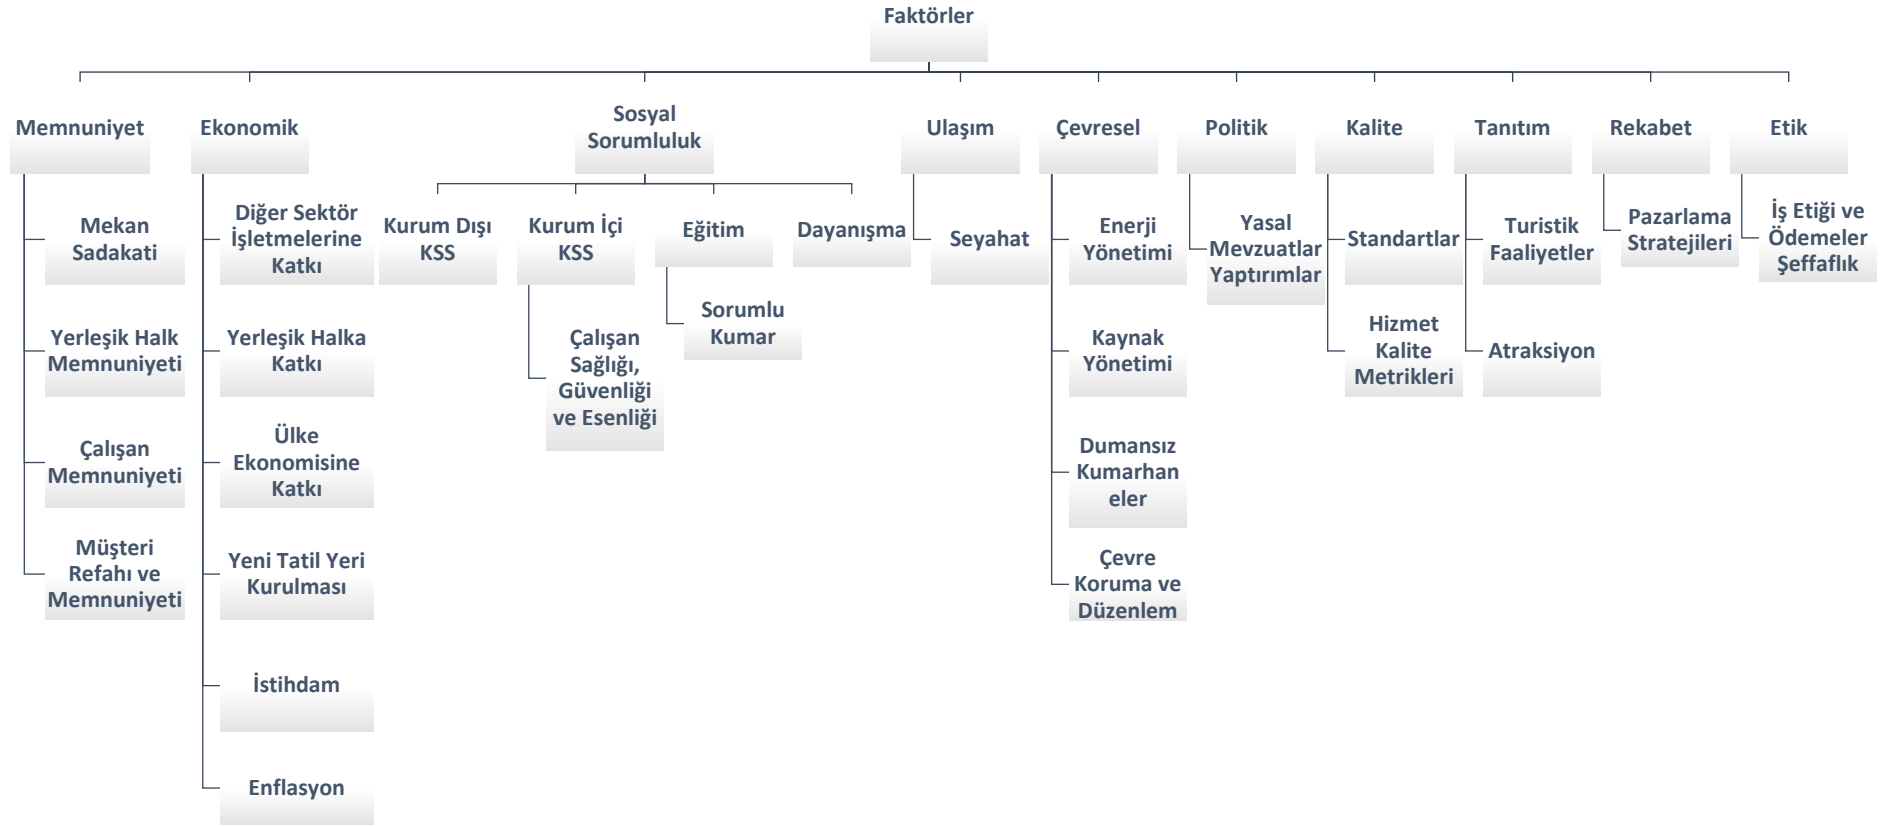 Faktörler
Memnuniyet
Mekan
Sadakati
Yerleşik Halk
Memnuniyeti
Çalışan
Memnuniyeti
Müşteri
Refahı ve
Memnuniyeti
Ekonomik
Diğer Sektör
İşletmelerine
Katkı
Yerleşik Halka
Katkı
Ülke
Ekonomisine
Katkı
Yeni Tatil Yeri
Kurulması
İstihdam
Enflasyon
Sosyal
Sorumluluk
Kurum Dışı
KSS
Kurum İçi
KSS
Çalışan
Sağlığı,
Güvenliği
ve Esenliği
Eğitim
Sorumlu
Kumar
Dayanışma
Ulaşım
Seyahat
Çevresel
Enerji
Yönetimi
Kaynak
Yönetimi
Dumansız
Kumarhan
eler
Çevre
Koruma ve
Düzenlem
Politik
Yasal
Mevzuatlar
Yaptırımlar
Kalite
Standartlar
Hizmet
Kalite
Metrikleri
Tanıtım
Turistik
Faaliyetler
Atraksiyon
Rekabet
Pazarlama
Stratejileri
Etik
İş Etiği ve
Ödemeler
Şeffaflık